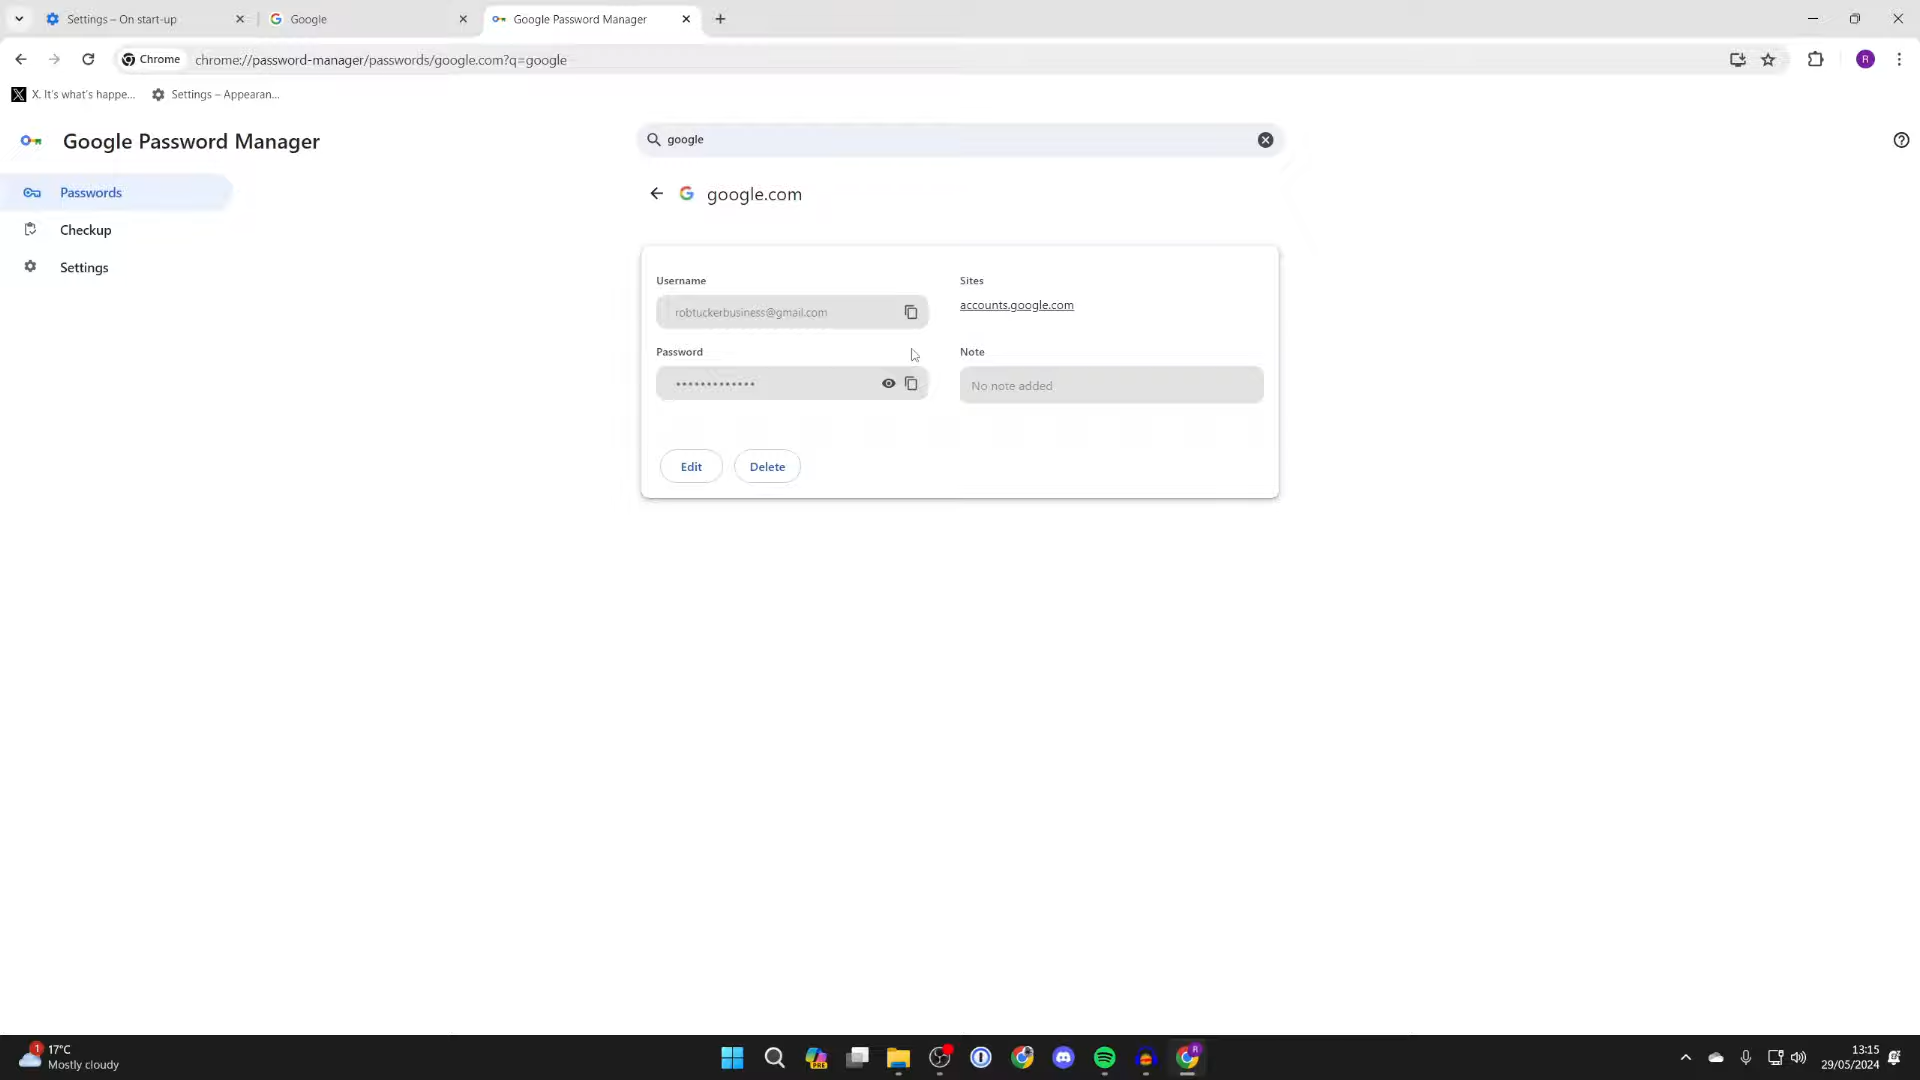 Settings – On start-up
Google
Google Password Manager
Chrome
chrome://password-manager/passwords/google.com?q=google
X. It's what's happe...
Settings – Appearan...
Google Password Manager
google
Passwords
google.com
Checkup
Settings
Username
Sites
robtuckerbusiness@gmail.com
accounts.google.com
Password
Note
•••••••••••••
No note added
Edit
Delete
1
17°C
Mostly cloudy
PRE
R
R
13:15
29/05/2024